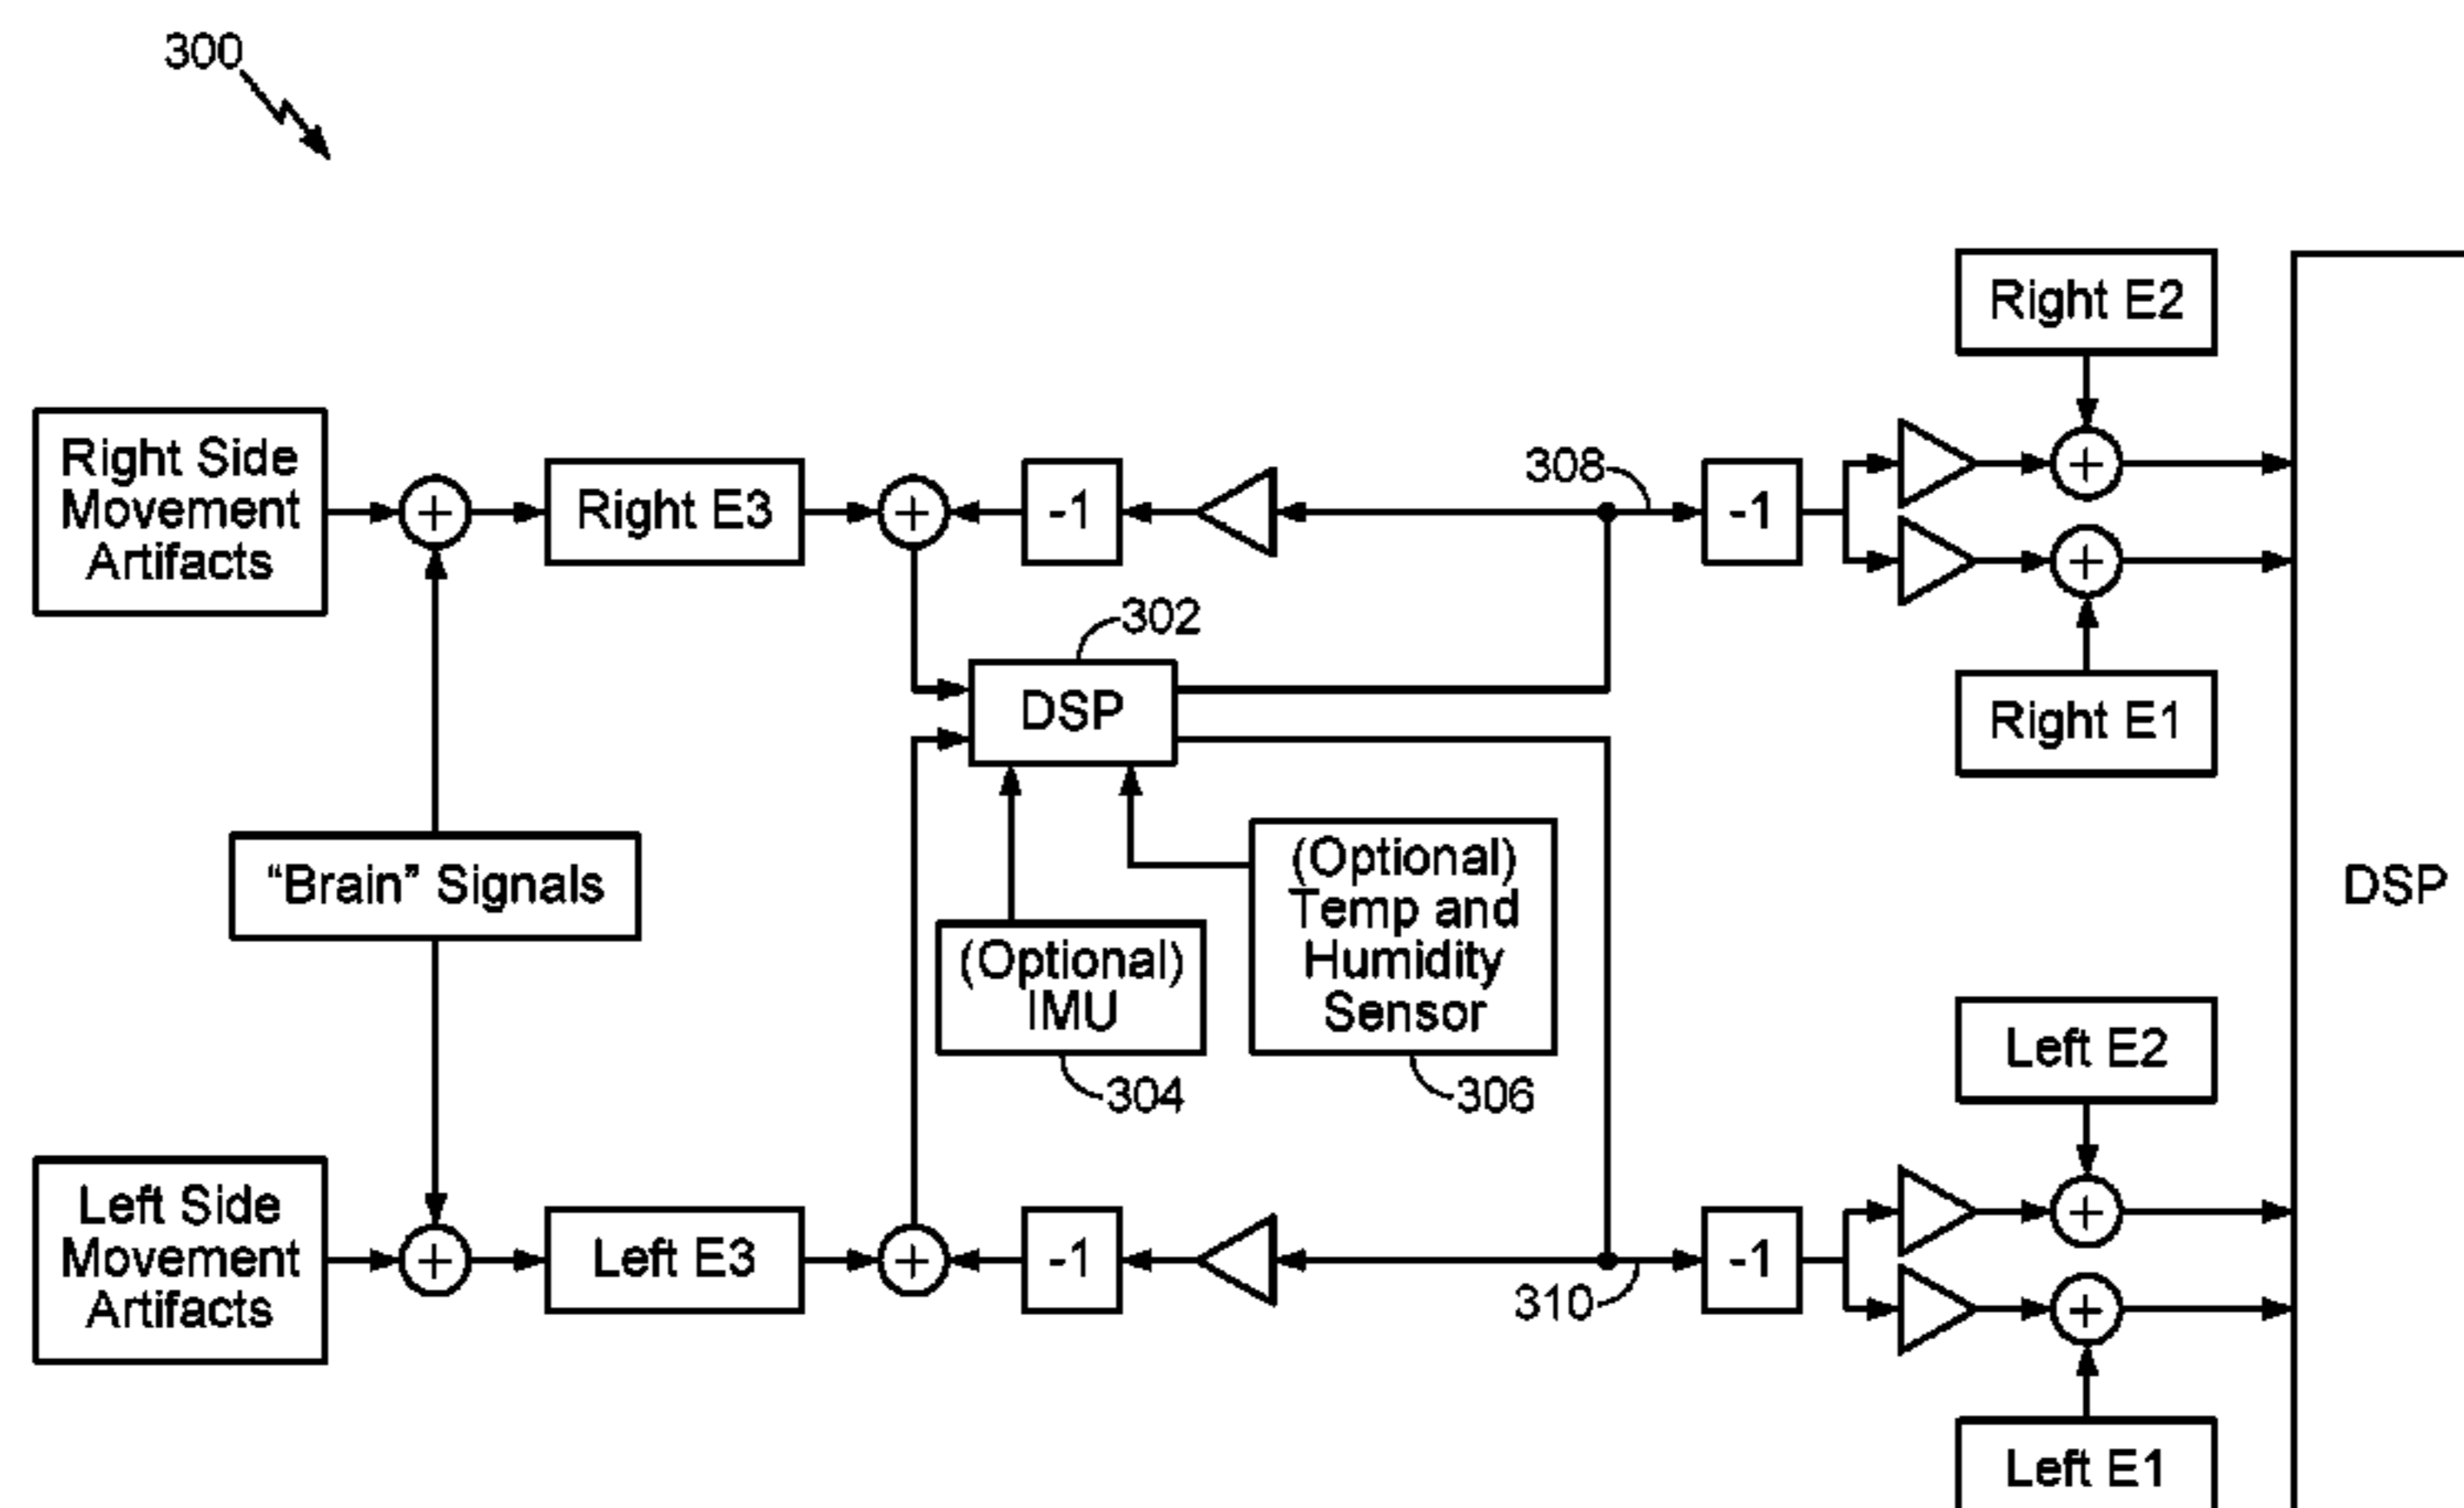 300
Right E2
Right Side
Movement
Artifacts
+
Right E3
+
-1
308
-1
+
+
302
DSP
Right E1
"Brain" Signals
(Optional)
IMU
304
(Optional)
Temp and
Humidity
Sensor
306
DSP
Left E2
Left Side
Movement
Artifacts
+
Left E3
+
-1
310
-1
+
+
Left E1